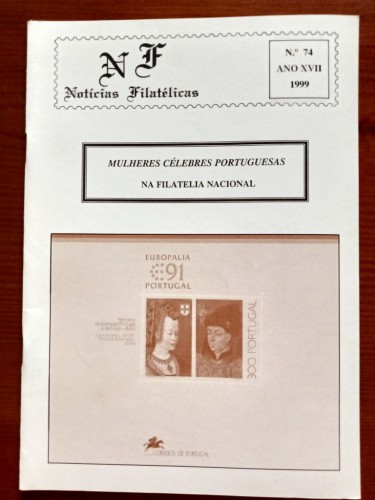 NF
Notícias Filatélicas
N.º 74
ANO XVII
1999
MULHERES CÉLEBRES PORTUGUESAS
NA FILATELIA NACIONAL
EUROPALIA
91
PORTUGAL
300 PORTUGAL
CORREIOS DE PORTUGAL